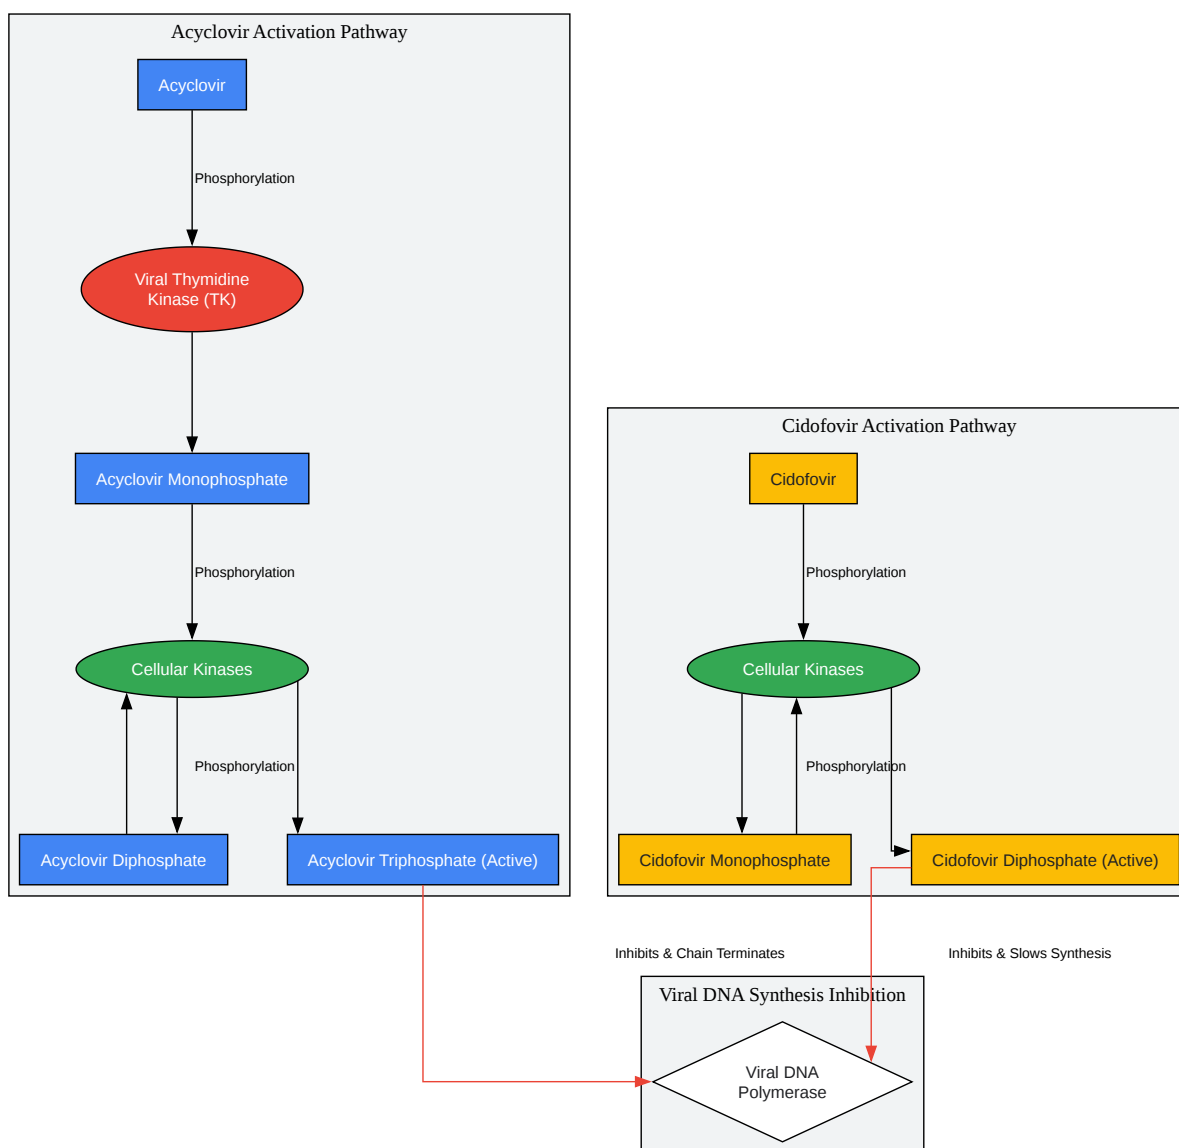 Acyclovir Activation Pathway
Acyclovir
Phosphorylation
Viral Thymidine
Kinase (TK)
Acyclovir Monophosphate
Phosphorylation
Cellular Kinases
Phosphorylation
Acyclovir Diphosphate
Acyclovir Triphosphate (Active)
Cidofovir Activation Pathway
Cidofovir
Phosphorylation
Cellular Kinases
Phosphorylation
Cidofovir Monophosphate
Cidofovir Diphosphate (Active)
Inhibits & Chain Terminates
Inhibits & Slows Synthesis
Viral DNA Synthesis Inhibition
Viral DNA
Polymerase